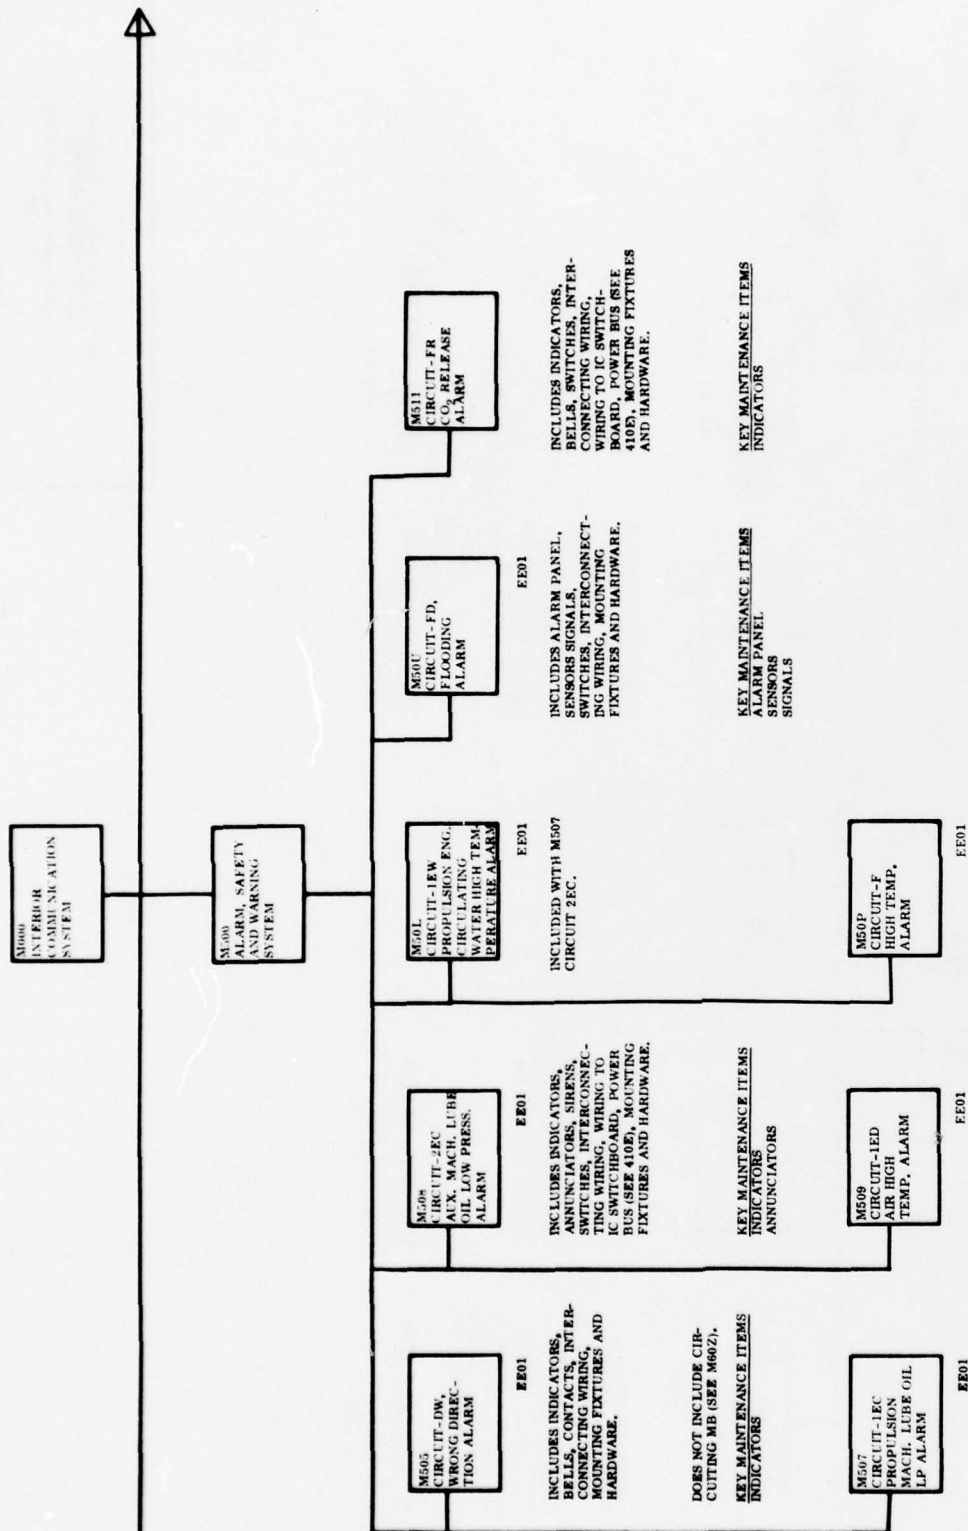 M000
INTERIOR
COMMUNICATION
SYSTEM
M500
ALARM, SAFETY
AND WARNING
SYSTEM
M505
CIRCUIT-DW,
WRONG DIREC-
TION ALARM
EE01
INCLUDES INDICATORS,
BELLS, CONTACTS, INTER-
CONNECTING WIRING,
MOUNTING FIXTURES AND
HARDWARE.
DOES NOT INCLUDE CIR-
CUITING MB (SEE M60Z).
KEY MAINTENANCE ITEMS
INDICATORS
M507
CIRCUIT-1EC
PROPULSION
MACH. LUBE OIL
LP ALARM
EE01
M508
CIRCUIT-2EC
AUX. MACH. LUBE
OIL LOW PRESS.
ALARM
EE01
INCLUDES INDICATORS,
ANNUNCIATORS, SIRENS,
SWITCHES, INTERCONNEC-
TING WIRING, WIRING TO
IC SWITCHBOARD, POWER
BUS (SEE 410E), MOUNTING
FIXTURES AND HARDWARE.
KEY MAINTENANCE ITEMS
INDICATORS
ANNUNCIATORS
M509
CIRCUIT-1ED
AIR HIGH
TEMP. ALARM
EE01
M50L
CIRCUIT-1EW
PROPULSION ENG.
CIRCULATING
WATER HIGH TEM-
PERATURE ALARM
EE01
INCLUDED WITH M507
CIRCUIT 2EC.
M50P
CIRCUIT-F
HIGH TEMP.
ALARM
EE01
M50U
CIRCUIT-FD,
FLOODING
ALARM
EE01
INCLUDES ALARM PANEL,
SENSORS SIGNALS,
SWITCHES, INTERCONNECT-
ING WIRING, MOUNTING
FIXTURES AND HARDWARE.
KEY MAINTENANCE ITEMS
ALARM PANEL
SENSORS
SIGNALS
M511
CIRCUIT-FR
CO2 RELEASE
ALARM
INCLUDES INDICATORS,
BELLS, SWITCHES, INTER-
CONNECTING WIRING,
WIRING TO IC SWITCH-
BOARD, POWER BUS (SEE
410E), MOUNTING FIXTURES
AND HARDWARE.
KEY MAINTENANCE ITEMS
INDICATORS